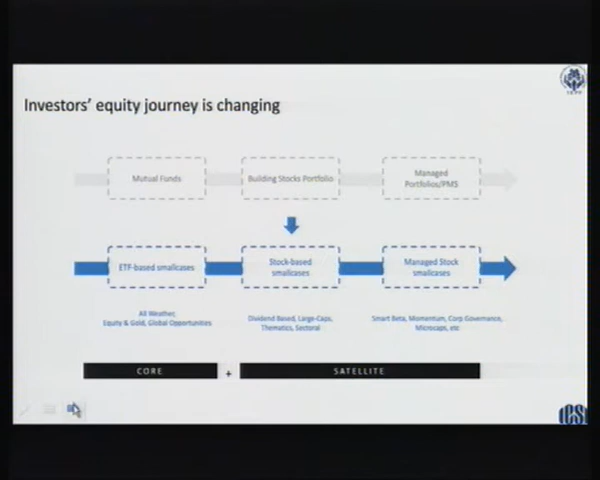 Investors' equity journey is changing
Mutual Funds
Building Stocks Portfolio
Managed
Portfolios/PMS
ETF-based smallcases
Stock-based
smallcases
Managed Stock
smallcases
All Weather,
Equity & Gold, Global Opportunities
Dividend Based, Large-Caps,
Thematics, Sectoral
Smart Beta, Momentum, Corp Governance,
Microcaps, etc
CORE
+
SATELLITE
ICSI